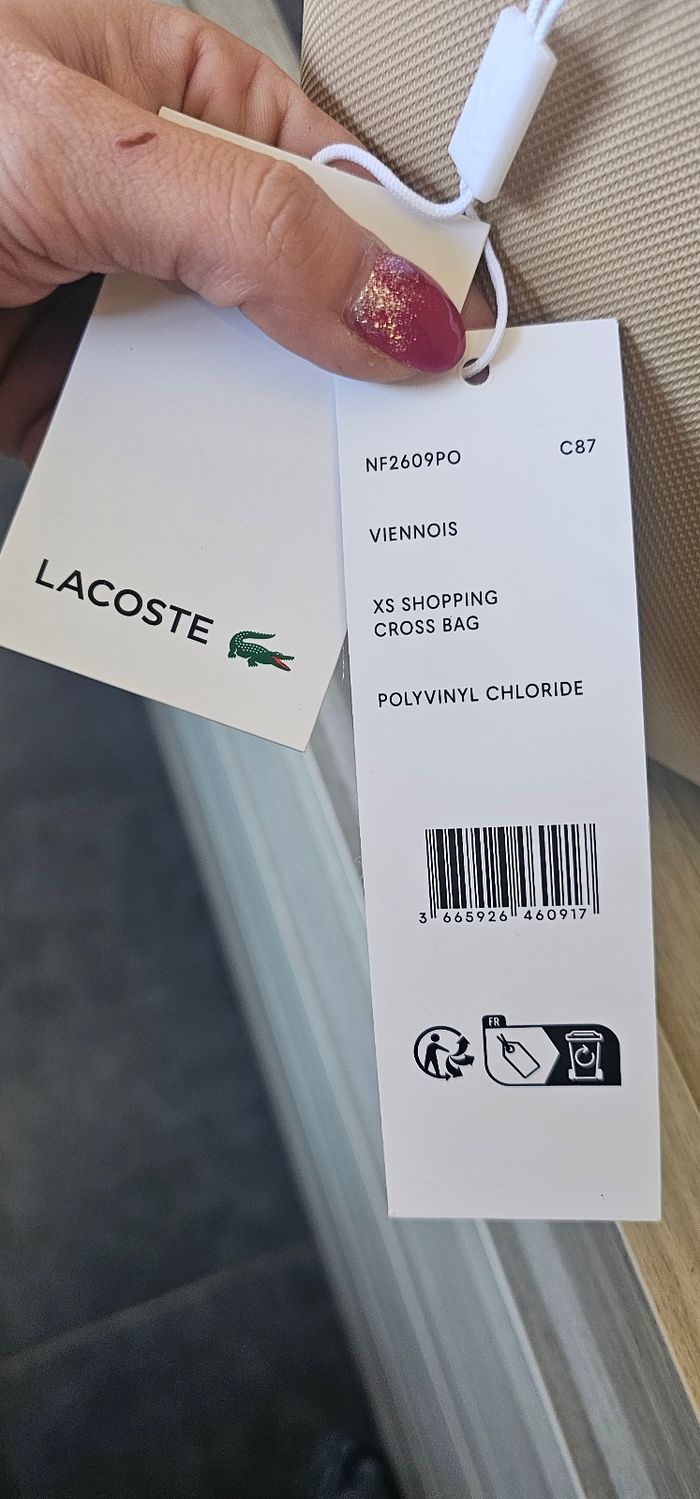 LACOSTE
NF2609PO C87
VIENNOIS
XS SHOPPING
CROSS BAG
POLYVINYL CHLORIDE
3 665926 460917
FR